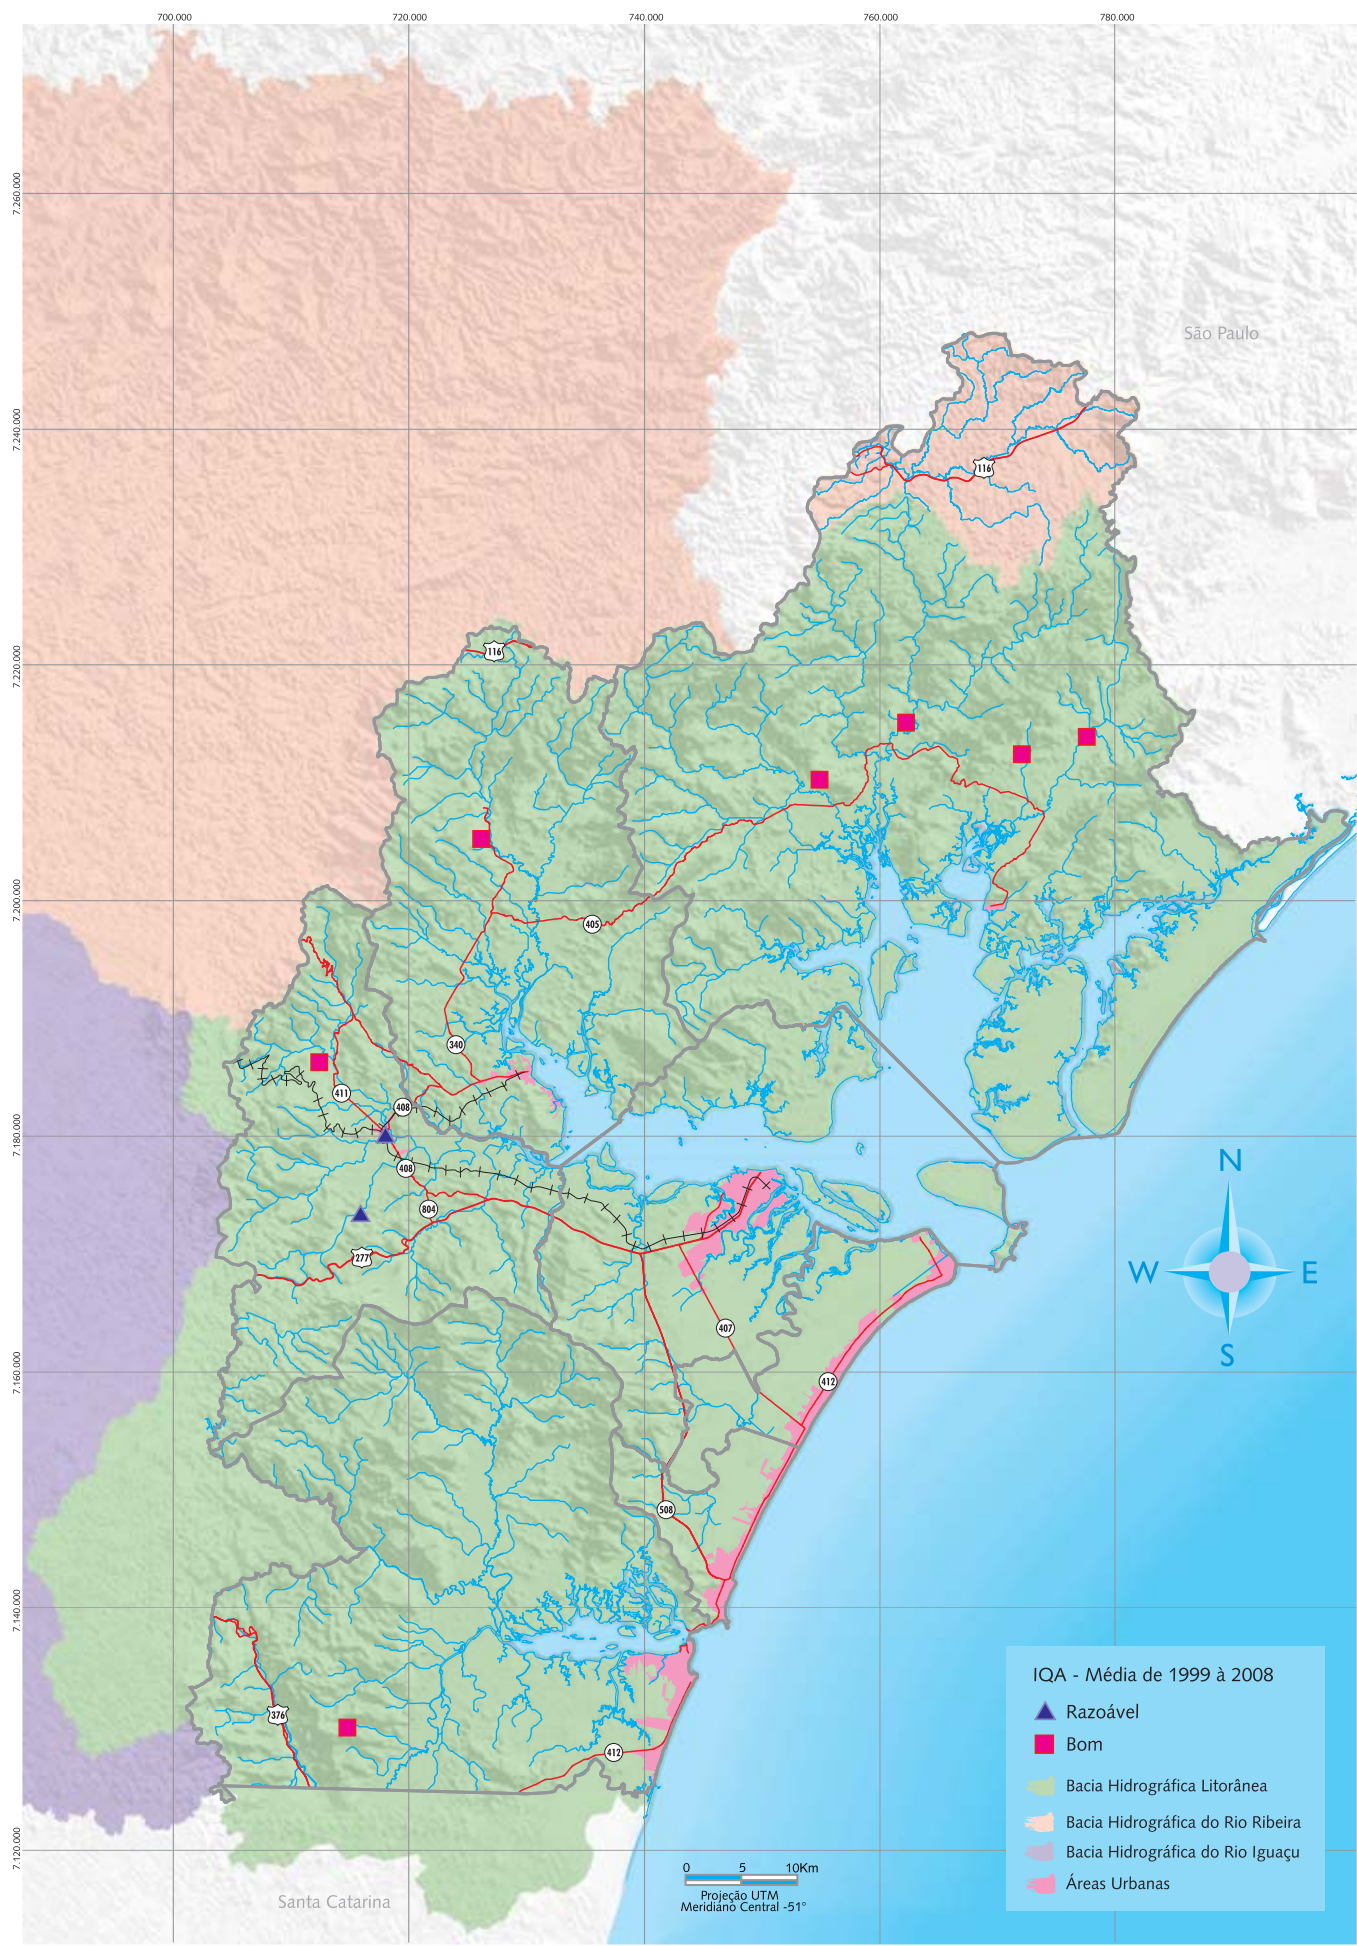 700.000
720.000
740.000
760.000
780.000
7.260.000
São Paulo
7.240.000
116
116
7.220.000
7.200.000
405
340
411
408
7.180.000
408
804
277
N
W
E
S
407
7.160.000
412
508
7.140.000
376
412
IQA - Média de 1999 à 2008
Razoável
Bom
Bacia Hidrográfica Litorânea
Bacia Hidrográfica do Rio Ribeira
Bacia Hidrográfica do Rio Iguaçu
Áreas Urbanas
7.120.000
0 5 10Km
Projeção UTM
Meridiano Central -51°
Santa Catarina